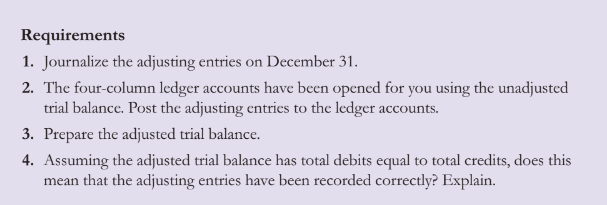 Requirements
1. Journalize the adjusting entries on December 31.
2. The four-column ledger accounts have been opened for you using the unadjusted
trial balance. Post the adjusting entries to the ledger accounts.
3. Prepare the adjusted trial balance.
4. Assuming the adjusted trial balance has total debits equal to total credits, does this
mean that the adjusting entries have been recorded correctly? Explain.